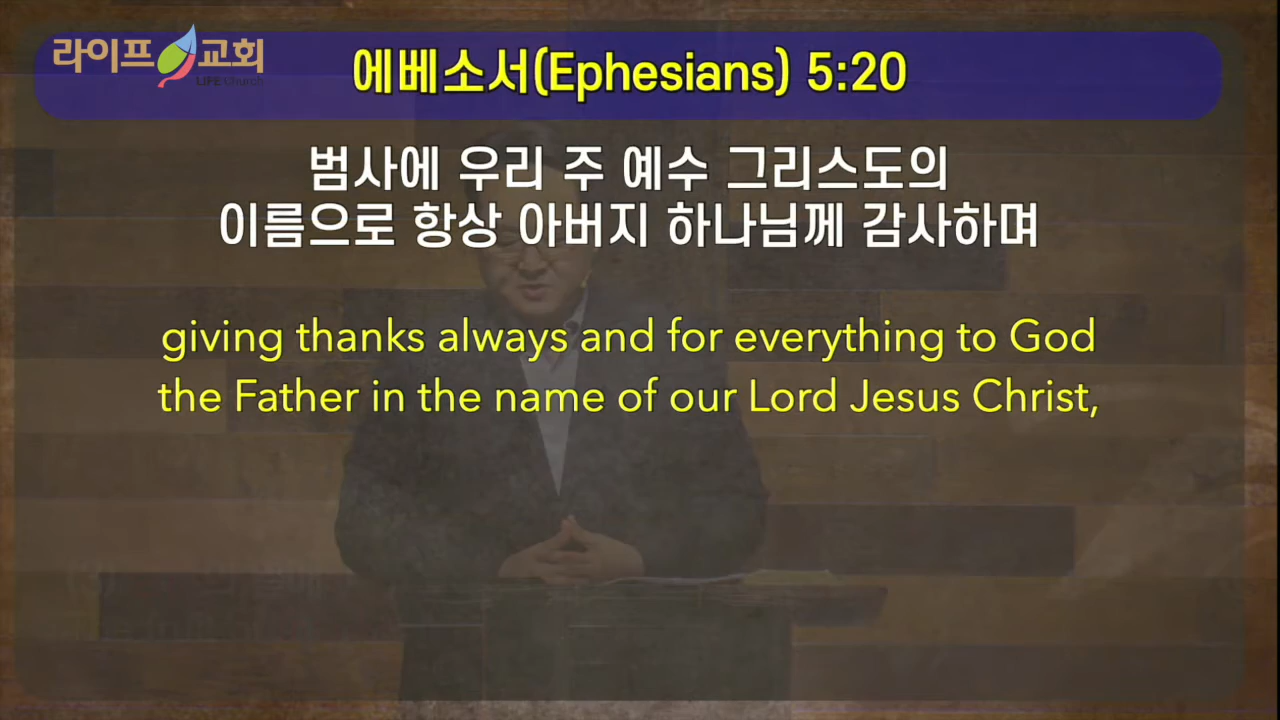 라이프교회
LIFE Church
에베소서(Ephesians) 5:20
범사에 우리 주 예수 그리스도의
이름으로 항상 아버지 하나님께 감사하며
giving thanks always and for everything to God
the Father in the name of our Lord Jesus Christ,